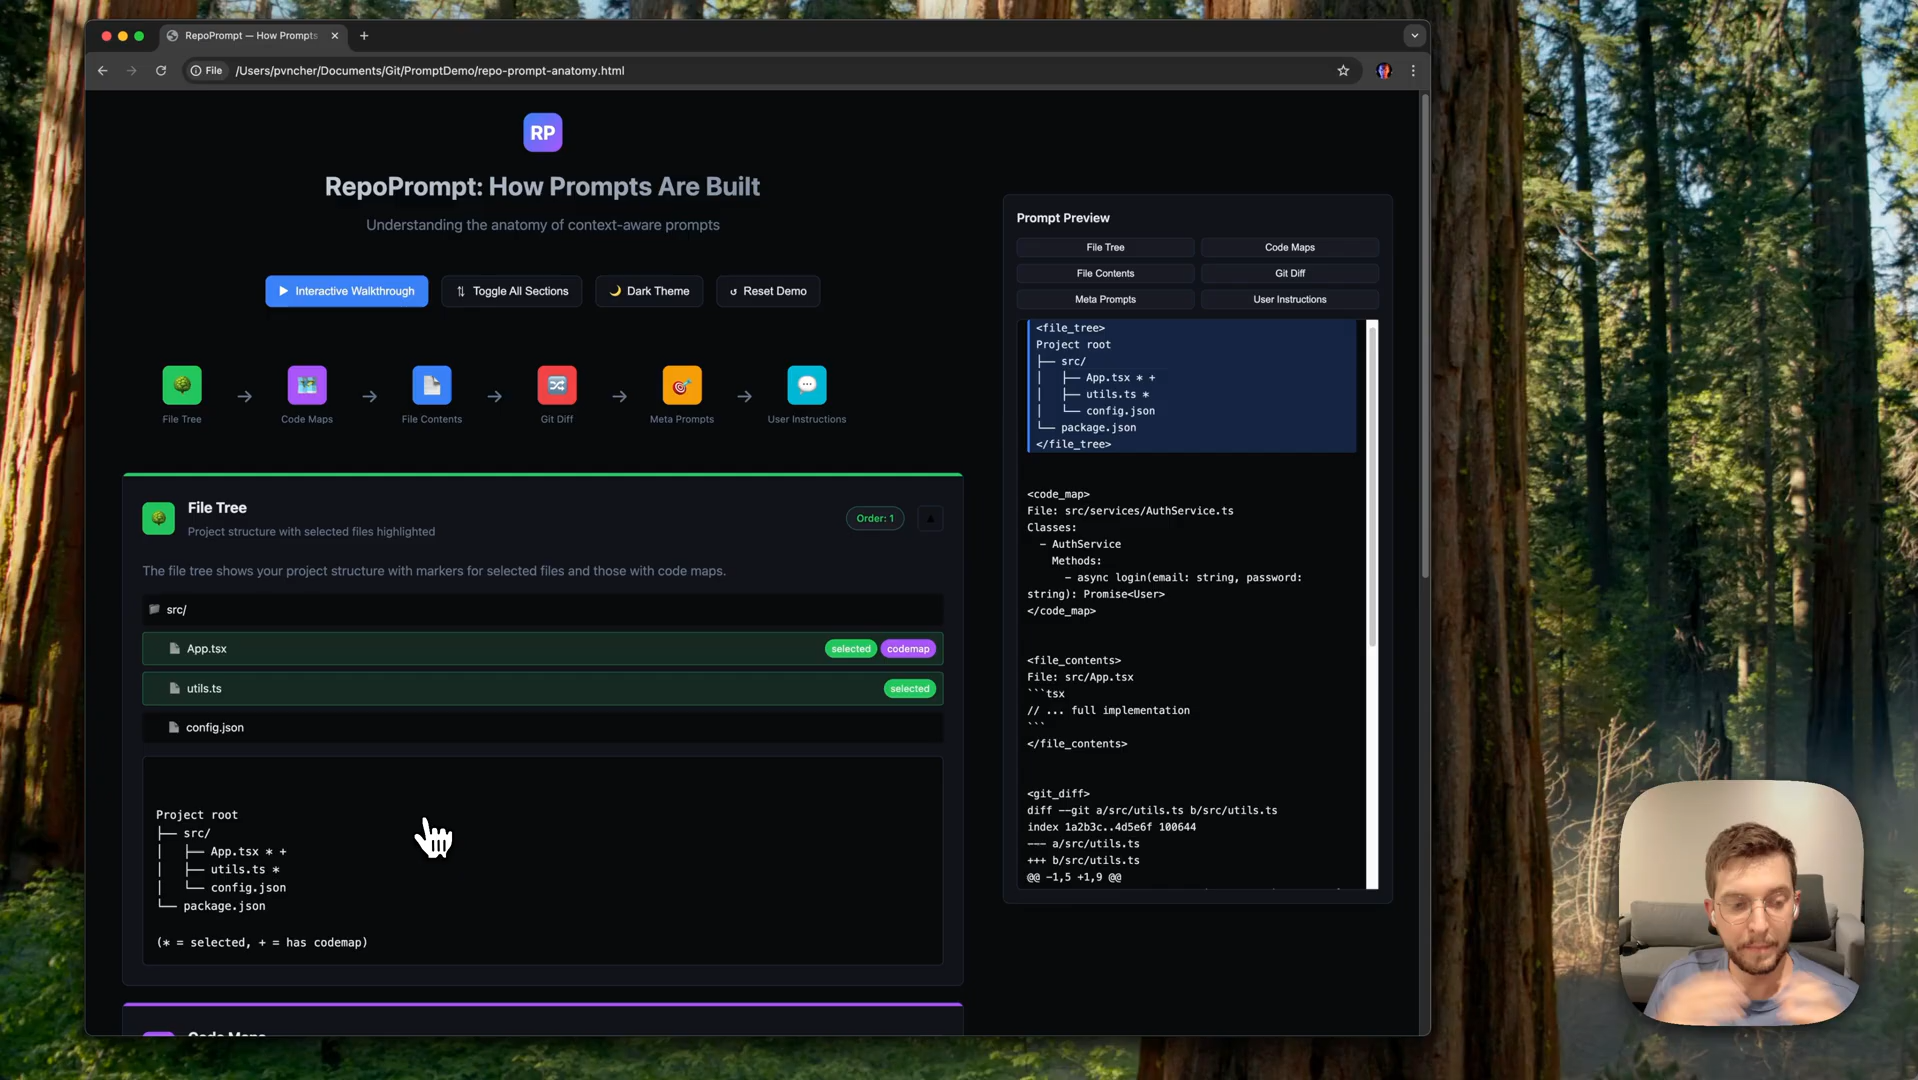 RepoPrompt — How Prompts
File
/Users/pvncher/Documents/Git/PromptDemo/repo-prompt-anatomy.html
RP
RepoPrompt: How Prompts Are Built
Understanding the anatomy of context-aware prompts
▶ Interactive Walkthrough
⇅ Toggle All Sections
🌙 Dark Theme
↺ Reset Demo
File Tree
→
Code Maps
→
File Contents
→
Git Diff
→
Meta Prompts
→
User Instructions
File Tree
Project structure with selected files highlighted
Order: 1
▲
The file tree shows your project structure with markers for selected files and those with code maps.
src/
App.tsx
selected
codemap
utils.ts
selected
config.json
Project root
├── src/
│   ├── App.tsx * +
│   ├── utils.ts *
│   └── config.json
└── package.json
(* = selected, + = has codemap)
Code Maps
Prompt Preview
File Tree
Code Maps
File Contents
Git Diff
Meta Prompts
User Instructions
<file_tree>
Project root
├── src/
│   ├── App.tsx * +
│   ├── utils.ts *
│   └── config.json
└── package.json
</file_tree>
<code_map>
File: src/services/AuthService.ts
Classes:
  - AuthService
    Methods:
      - async login(email: string, password:
string): Promise<User>
</code_map>
<file_contents>
File: src/App.tsx
```tsx
// ... full implementation
```
</file_contents>
<git_diff>
diff --git a/src/utils.ts b/src/utils.ts
index 1a2b3c..4d5e6f 100644
--- a/src/utils.ts
+++ b/src/utils.ts
@@ -1,5 +1,9 @@